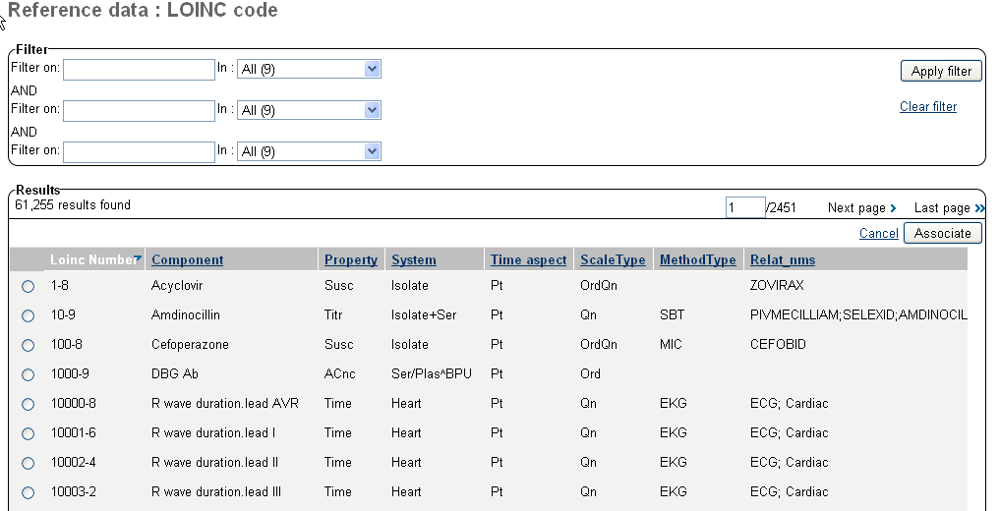 Reference data : LOINC code
Filter
Filter on: In : All (9)
Apply filter
AND
Filter on: In : All (9)
Clear filter
AND
Filter on: In : All (9)
Results
61,255 results found
1 /2451 Next page Last page
Cancel Associate
Loinc Number Component Property System Time aspect ScaleType MethodType Relat_nms
1-8 Acyclovir Susc Isolate Pt OrdQn ZOVIRAX
10-9 Amdinocillin Titr Isolate+Ser Pt Qn SBT PIVMECILLIAM;SELEXID;AMDINOCIL
100-8 Cefoperazone Susc Isolate Pt OrdQn MIC CEFOBID
1000-9 DBG Ab ACnc Ser/Plas^BPU Pt Ord
10000-8 R wave duration.lead AVR Time Heart Pt Qn EKG ECG; Cardiac
10001-6 R wave duration.lead I Time Heart Pt Qn EKG ECG; Cardiac
10002-4 R wave duration.lead II Time Heart Pt Qn EKG ECG; Cardiac
10003-2 R wave duration.lead III Time Heart Pt Qn EKG ECG; Cardiac